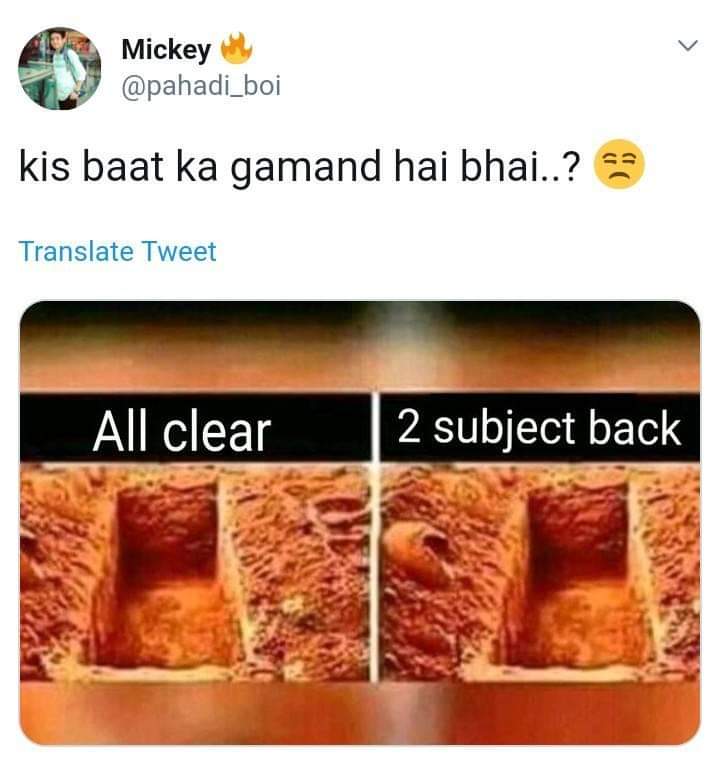 Mickey 🔥
@pahadi_boi
kis baat ka gamand hai bhai..? 😒
Translate Tweet
All clear
2 subject back